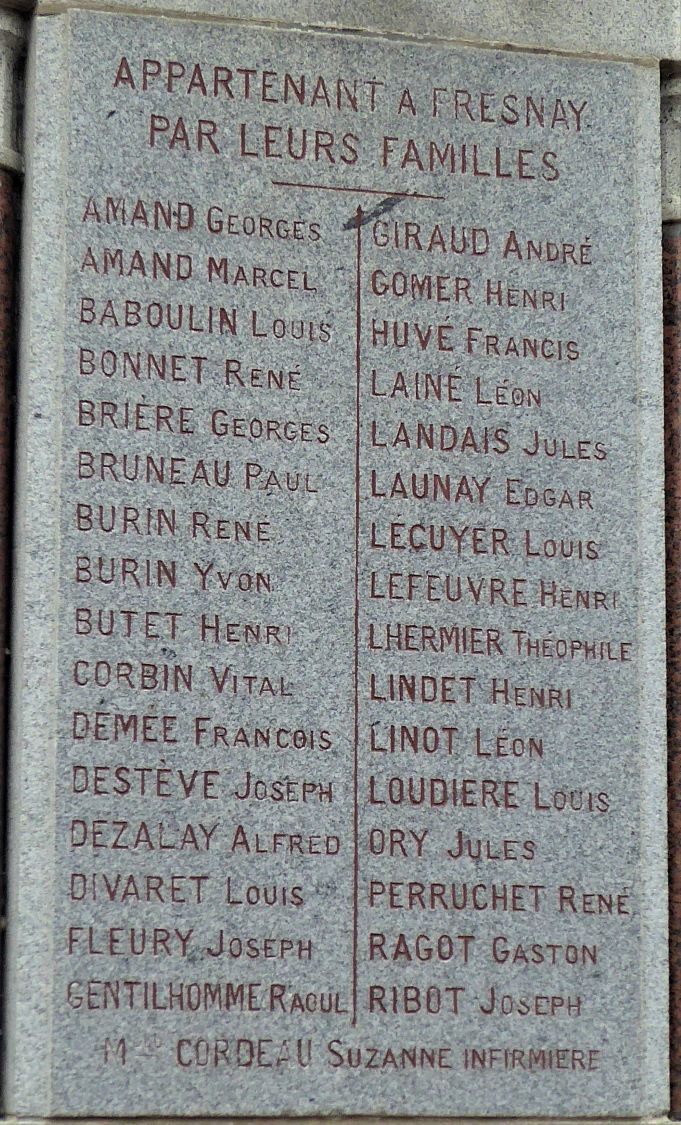 APPARTENANT A FRESNAY
PAR LEURS FAMILLES
AMAND GEORGES
AMAND MARCEL
BABOULIN LOUIS
BONNET RENÉ
BRIÈRE GEORGES
BRUNEAU PAUL
BURIN RENÉ
BURIN YVON
BUTET HENRI
CORBIN VITAL
DEMÉE FRANCOIS
DESTÈVE JOSEPH
DEZALAY ALFRED
DIVARET LOUIS
FLEURY JOSEPH
GENTILHOMME RAOUL
GIRAUD ANDRÉ
GOMER HENRI
HUVÉ FRANCIS
LAINÉ LÉON
LANDAIS JULES
LAUNAY EDGAR
LÉCUYER LOUIS
LEFEUVRE HENRI
LHERMIER THÉOPHILE
LINDET HENRI
LINOT LÉON
LOUDIERE LOUIS
ORY JULES
PERRUCHET RENÉ
RAGOT GASTON
RIBOT JOSEPH
CORDEAU SUZANNE INFIRMIERE